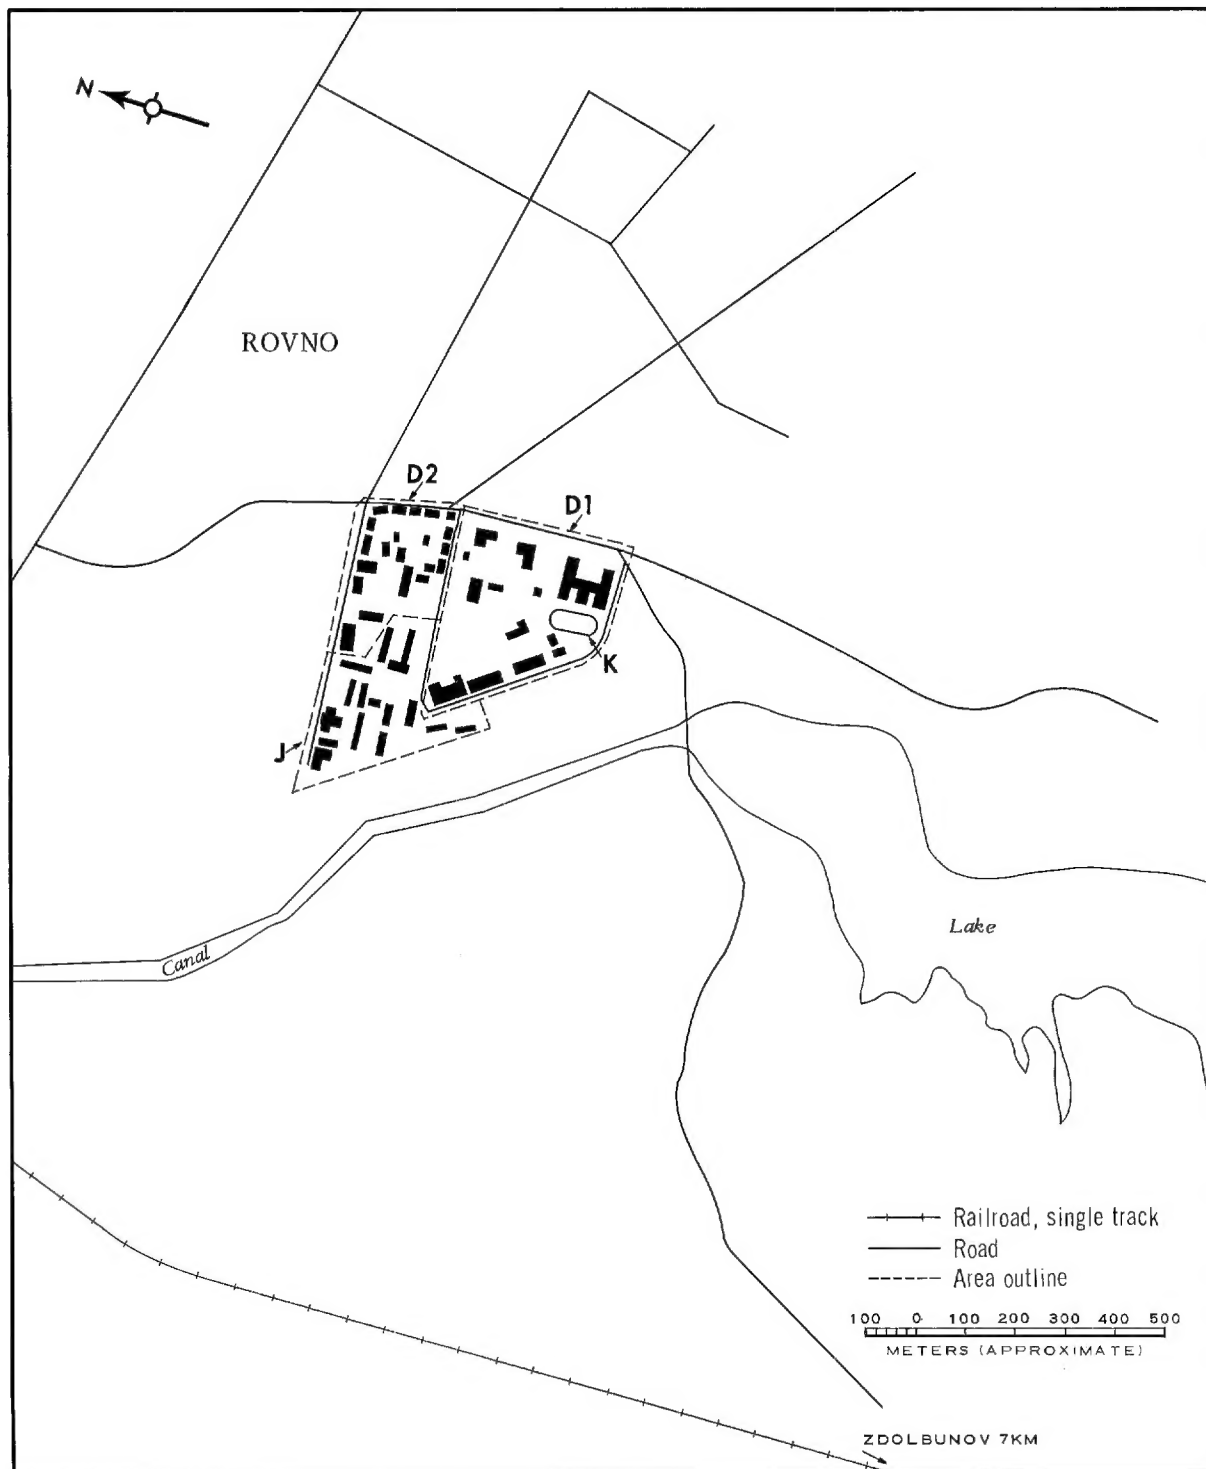 N
ROVNO
D2
D1
K
J
Canal
Lake
Railroad, single track
Road
Area outline
100 0 100 200 300 400 500
METERS (APPROXIMATE)
ZDOLBUNOV 7KM